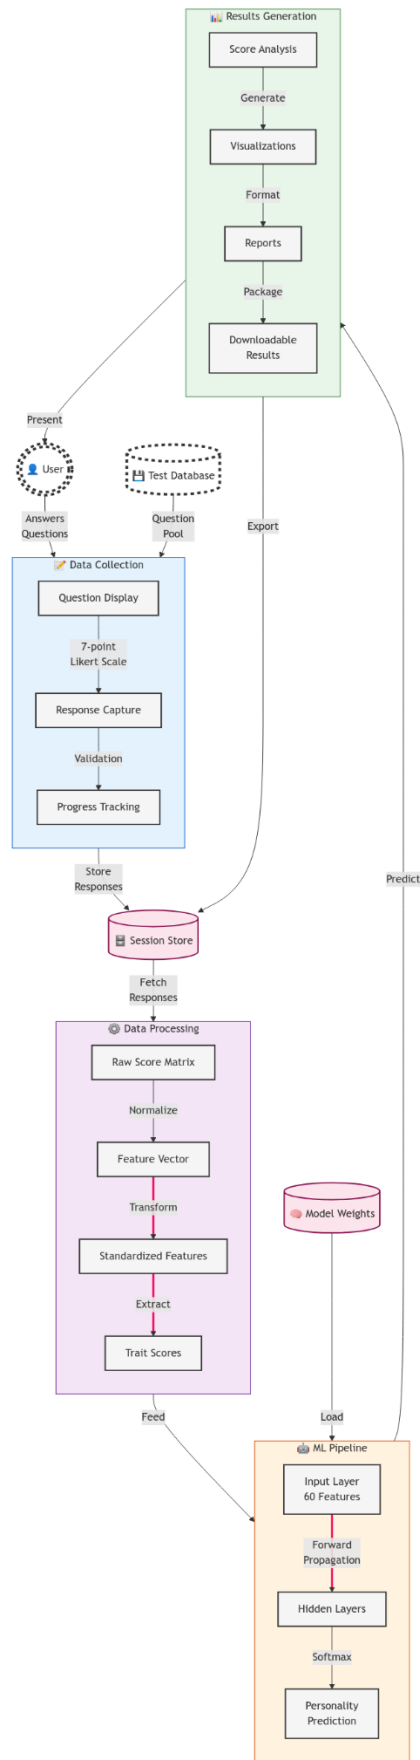 📊 Results Generation
Score Analysis
Generate
Visualizations
Format
Reports
Package
Downloadable
Results
Present
👤 User
💾 Test Database
Answers
Questions
Question
Pool
Export
📝 Data Collection
Question Display
7-point
Likert Scale
Response Capture
Validation
Progress Tracking
Store
Responses
Predict
🗄️ Session Store
Fetch
Responses
⚙️ Data Processing
Raw Score Matrix
Normalize
Feature Vector
Transform
🧠 Model Weights
Standardized Features
Extract
Trait Scores
Feed
Load
🤖 ML Pipeline
Input Layer
60 Features
Forward
Propagation
Hidden Layers
Softmax
Personality
Prediction